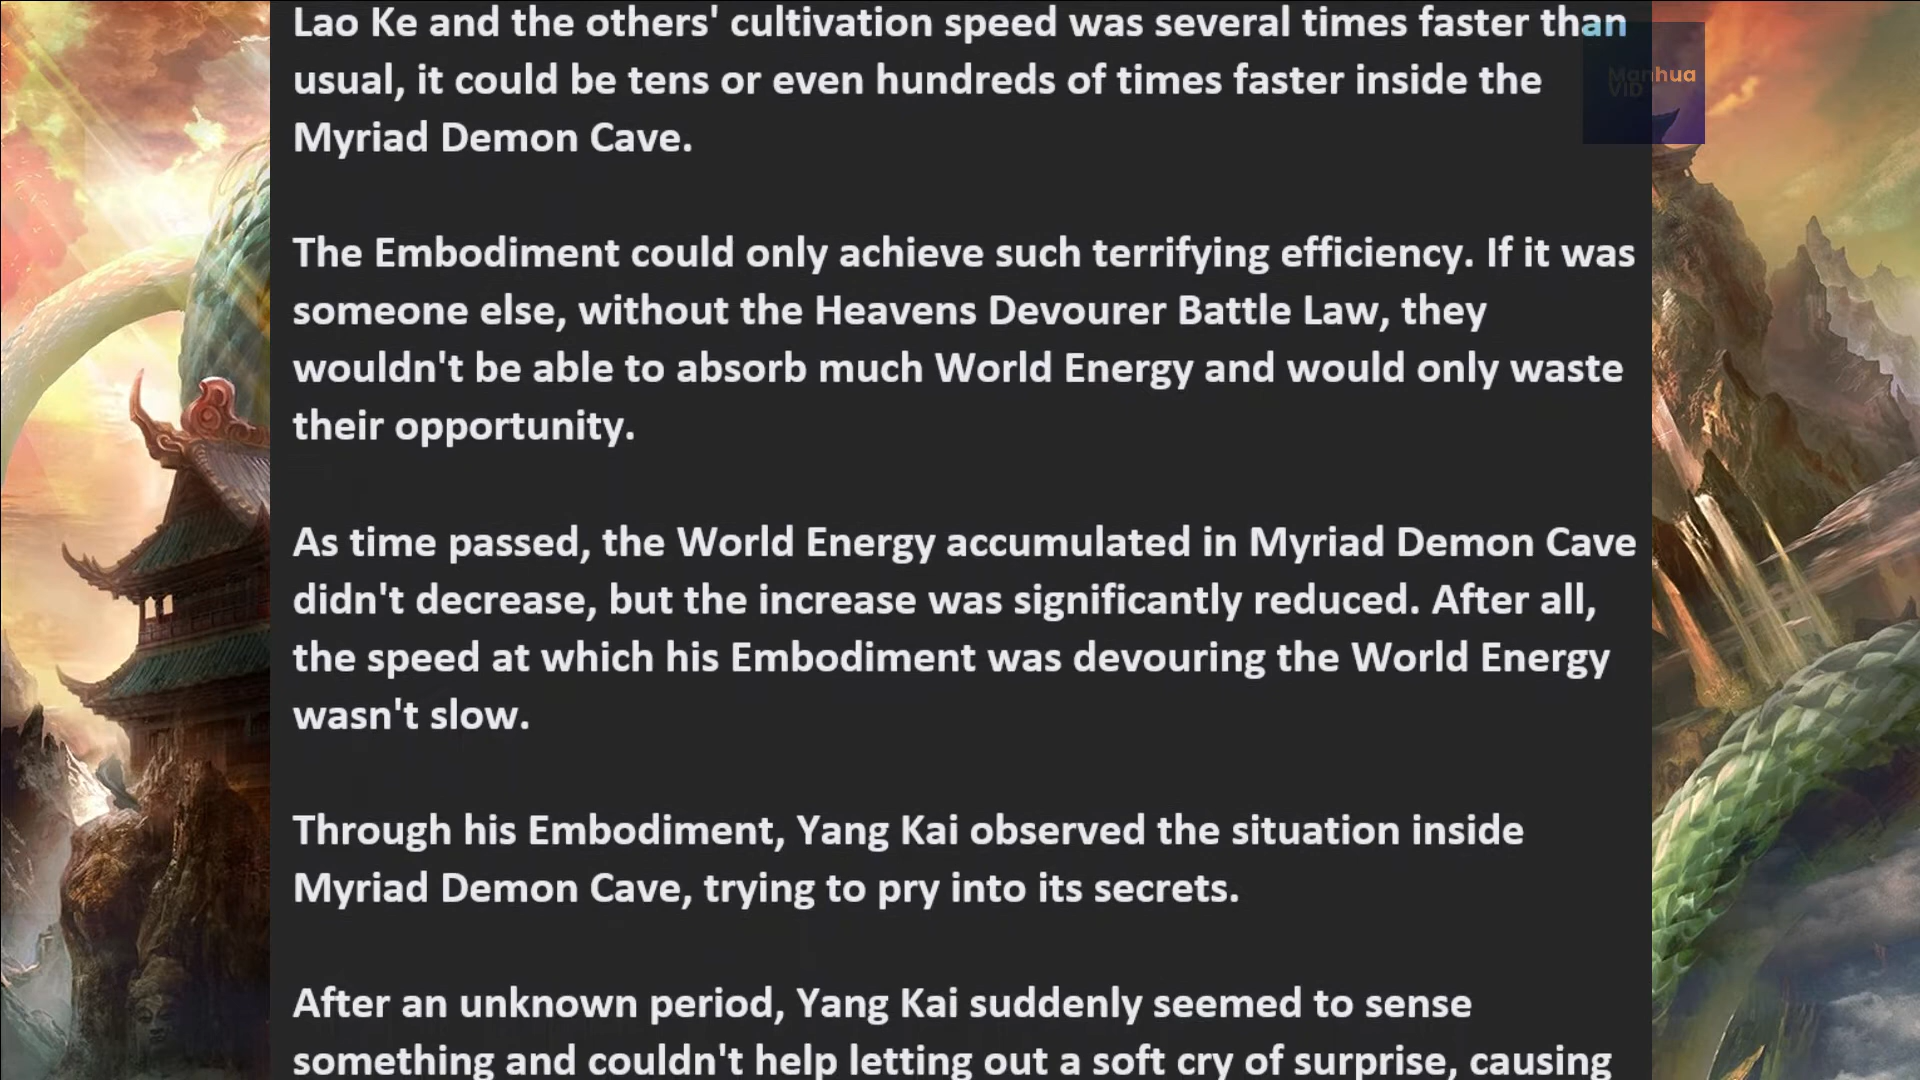 Lao Ke and the others' cultivation speed was several times faster than
usual, it could be tens or even hundreds of times faster inside the
Myriad Demon Cave.
Manhua
VID
The Embodiment could only achieve such terrifying efficiency. If it was
someone else, without the Heavens Devourer Battle Law, they
wouldn't be able to absorb much World Energy and would only waste
their opportunity.
As time passed, the World Energy accumulated in Myriad Demon Cave
didn't decrease, but the increase was significantly reduced. After all,
the speed at which his Embodiment was devouring the World Energy
wasn't slow.
Through his Embodiment, Yang Kai observed the situation inside
Myriad Demon Cave, trying to pry into its secrets.
After an unknown period, Yang Kai suddenly seemed to sense
something and couldn't help letting out a soft cry of surprise, causing